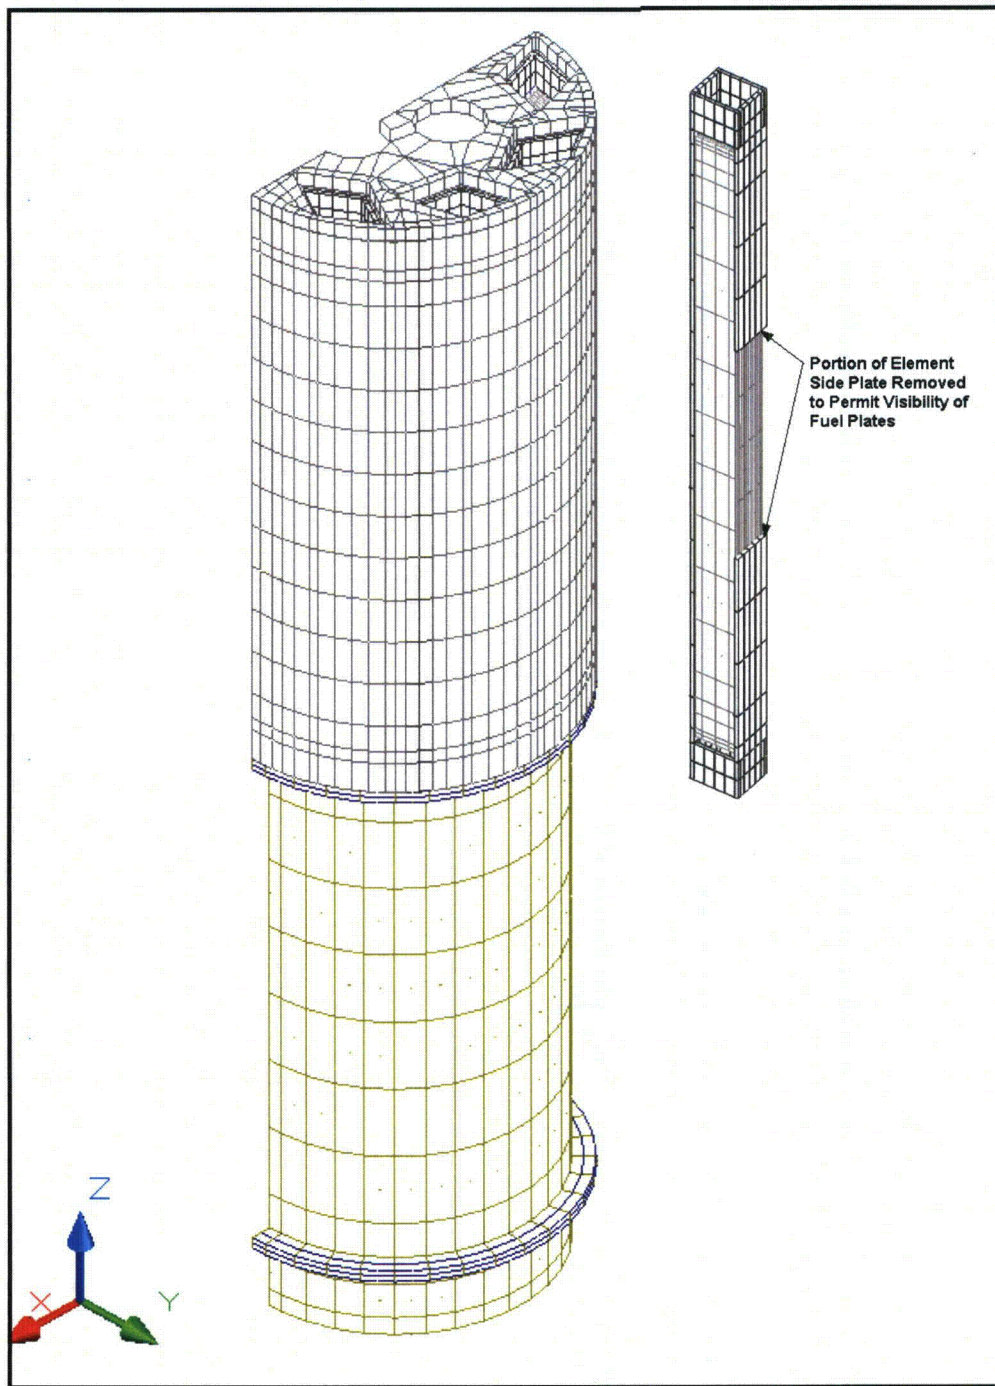 Portion of Element
Side Plate Removed
to Permit Visibility of
Fuel Plates
Z
X
Y